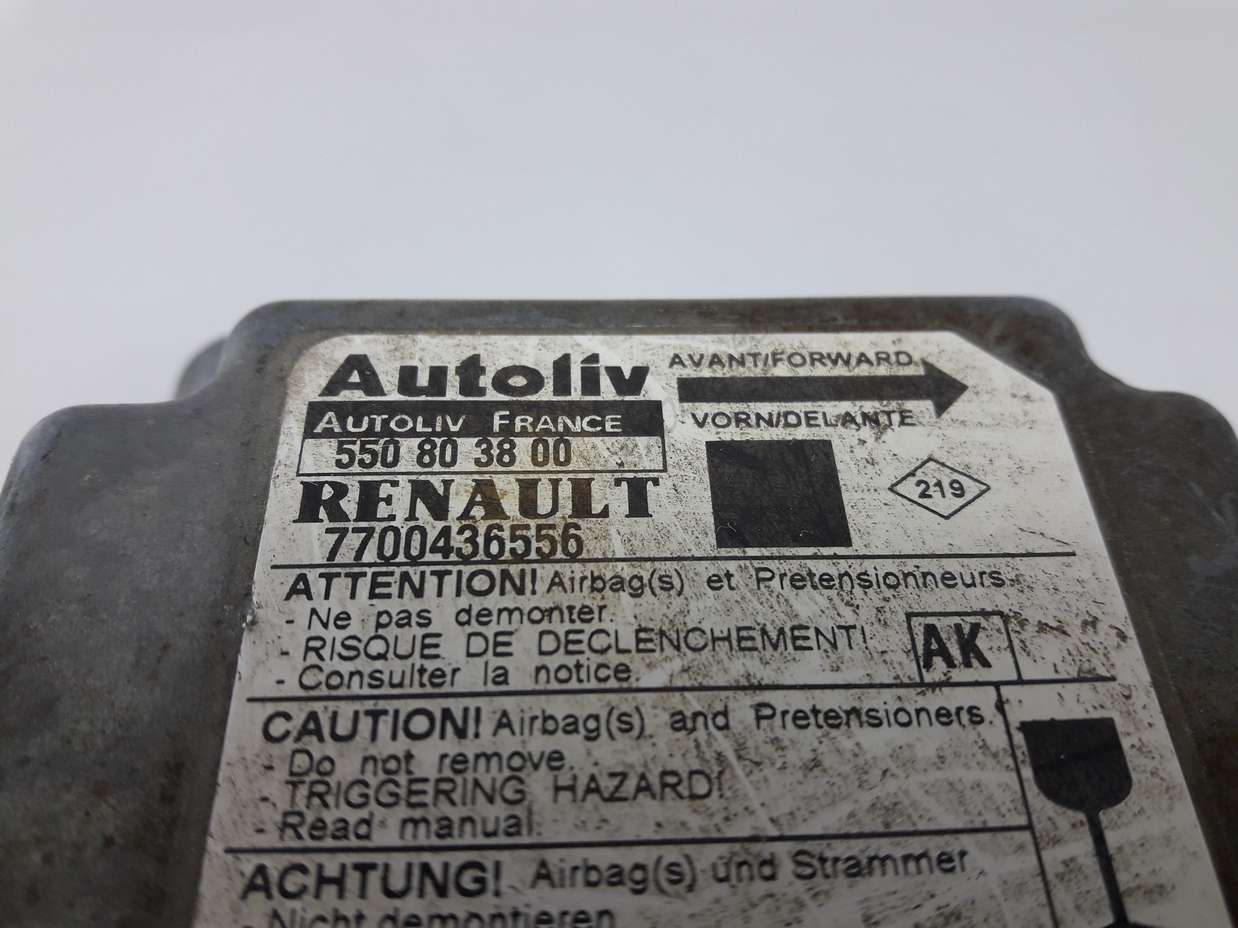 Autoliv
AUTOLIV FRANCE
550 80 38 00
RENAULT
7700436556
AVANT/FORWARD
VORN/DELANTE
219
ATTENTION! Airbag(s) et Pretensionneurs.
- Ne pas demonter.
- RISQUE DE DECLENCHEMENT!
- Consulter la notice.
AK
CAUTION! Airbag(s) and Pretensioners.
- Do not remove.
- TRIGGERING HAZARD!
- Read manual.
ACHTUNG! Airbag(s) und Strammer
- Nicht demontieren